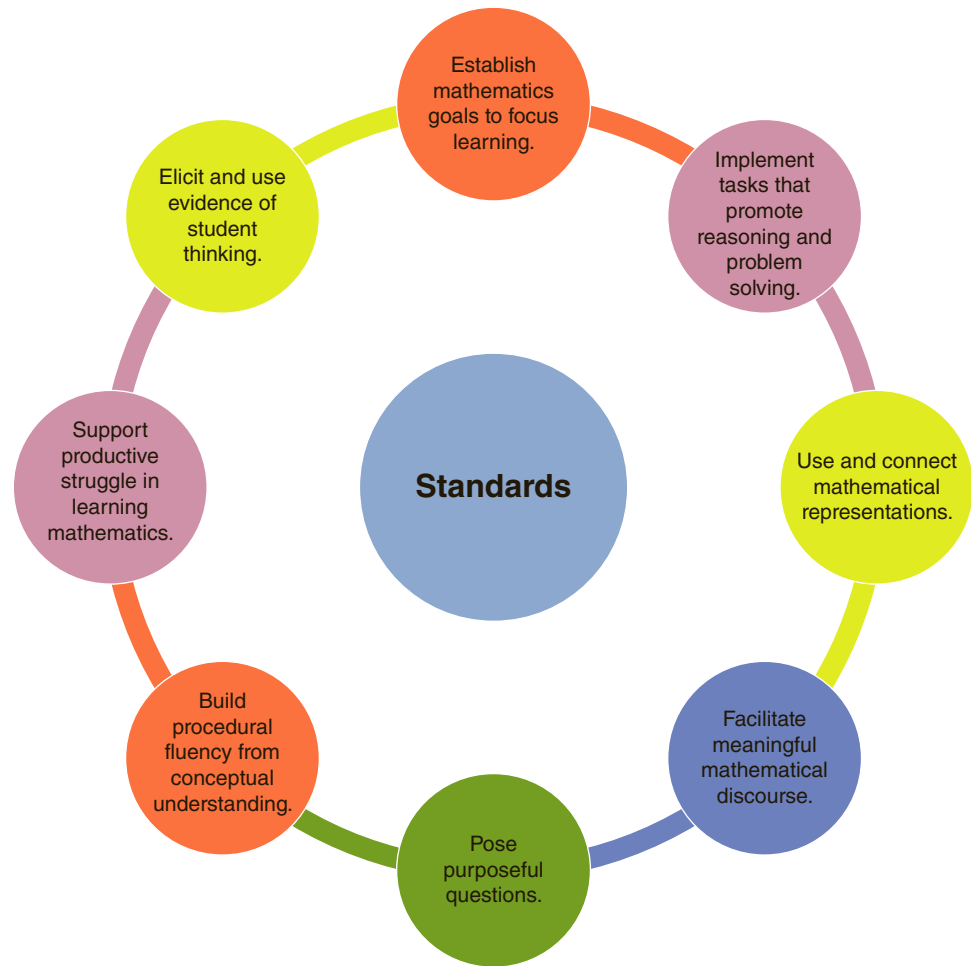 Establish
mathematics
goals to focus
learning.
Implement
tasks that
promote
reasoning and
problem
solving.
Use and connect
mathematical
representations.
Facilitate
meaningful
mathematical
discourse.
Pose
purposeful
questions.
Build
procedural
fluency from
conceptual
understanding.
Support
productive
struggle in
learning
mathematics.
Elicit and use
evidence of
student
thinking.
Standards